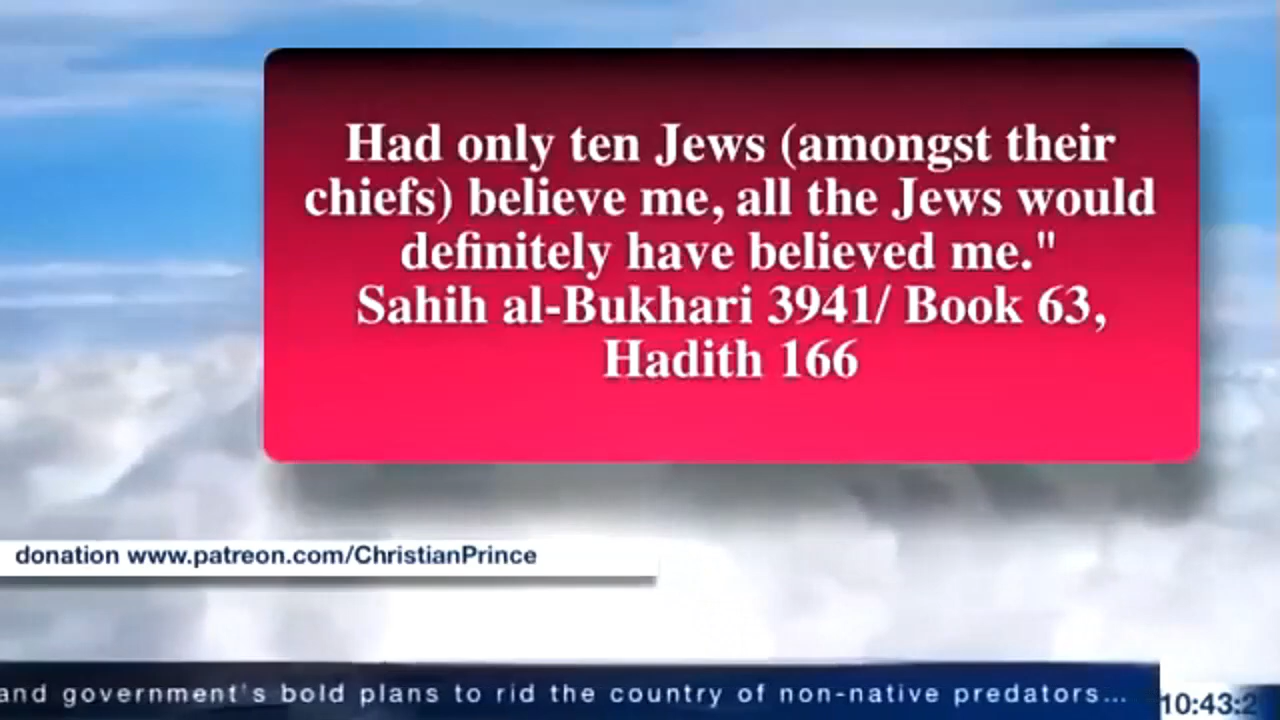 Had only ten Jews (amongst their
chiefs) believe me, all the Jews would
definitely have believed me."
Sahih al-Bukhari 3941/ Book 63,
Hadith 166
donation www.patreon.com/ChristianPrince
and government's bold plans to rid the country of non-native predators...
10:43:2